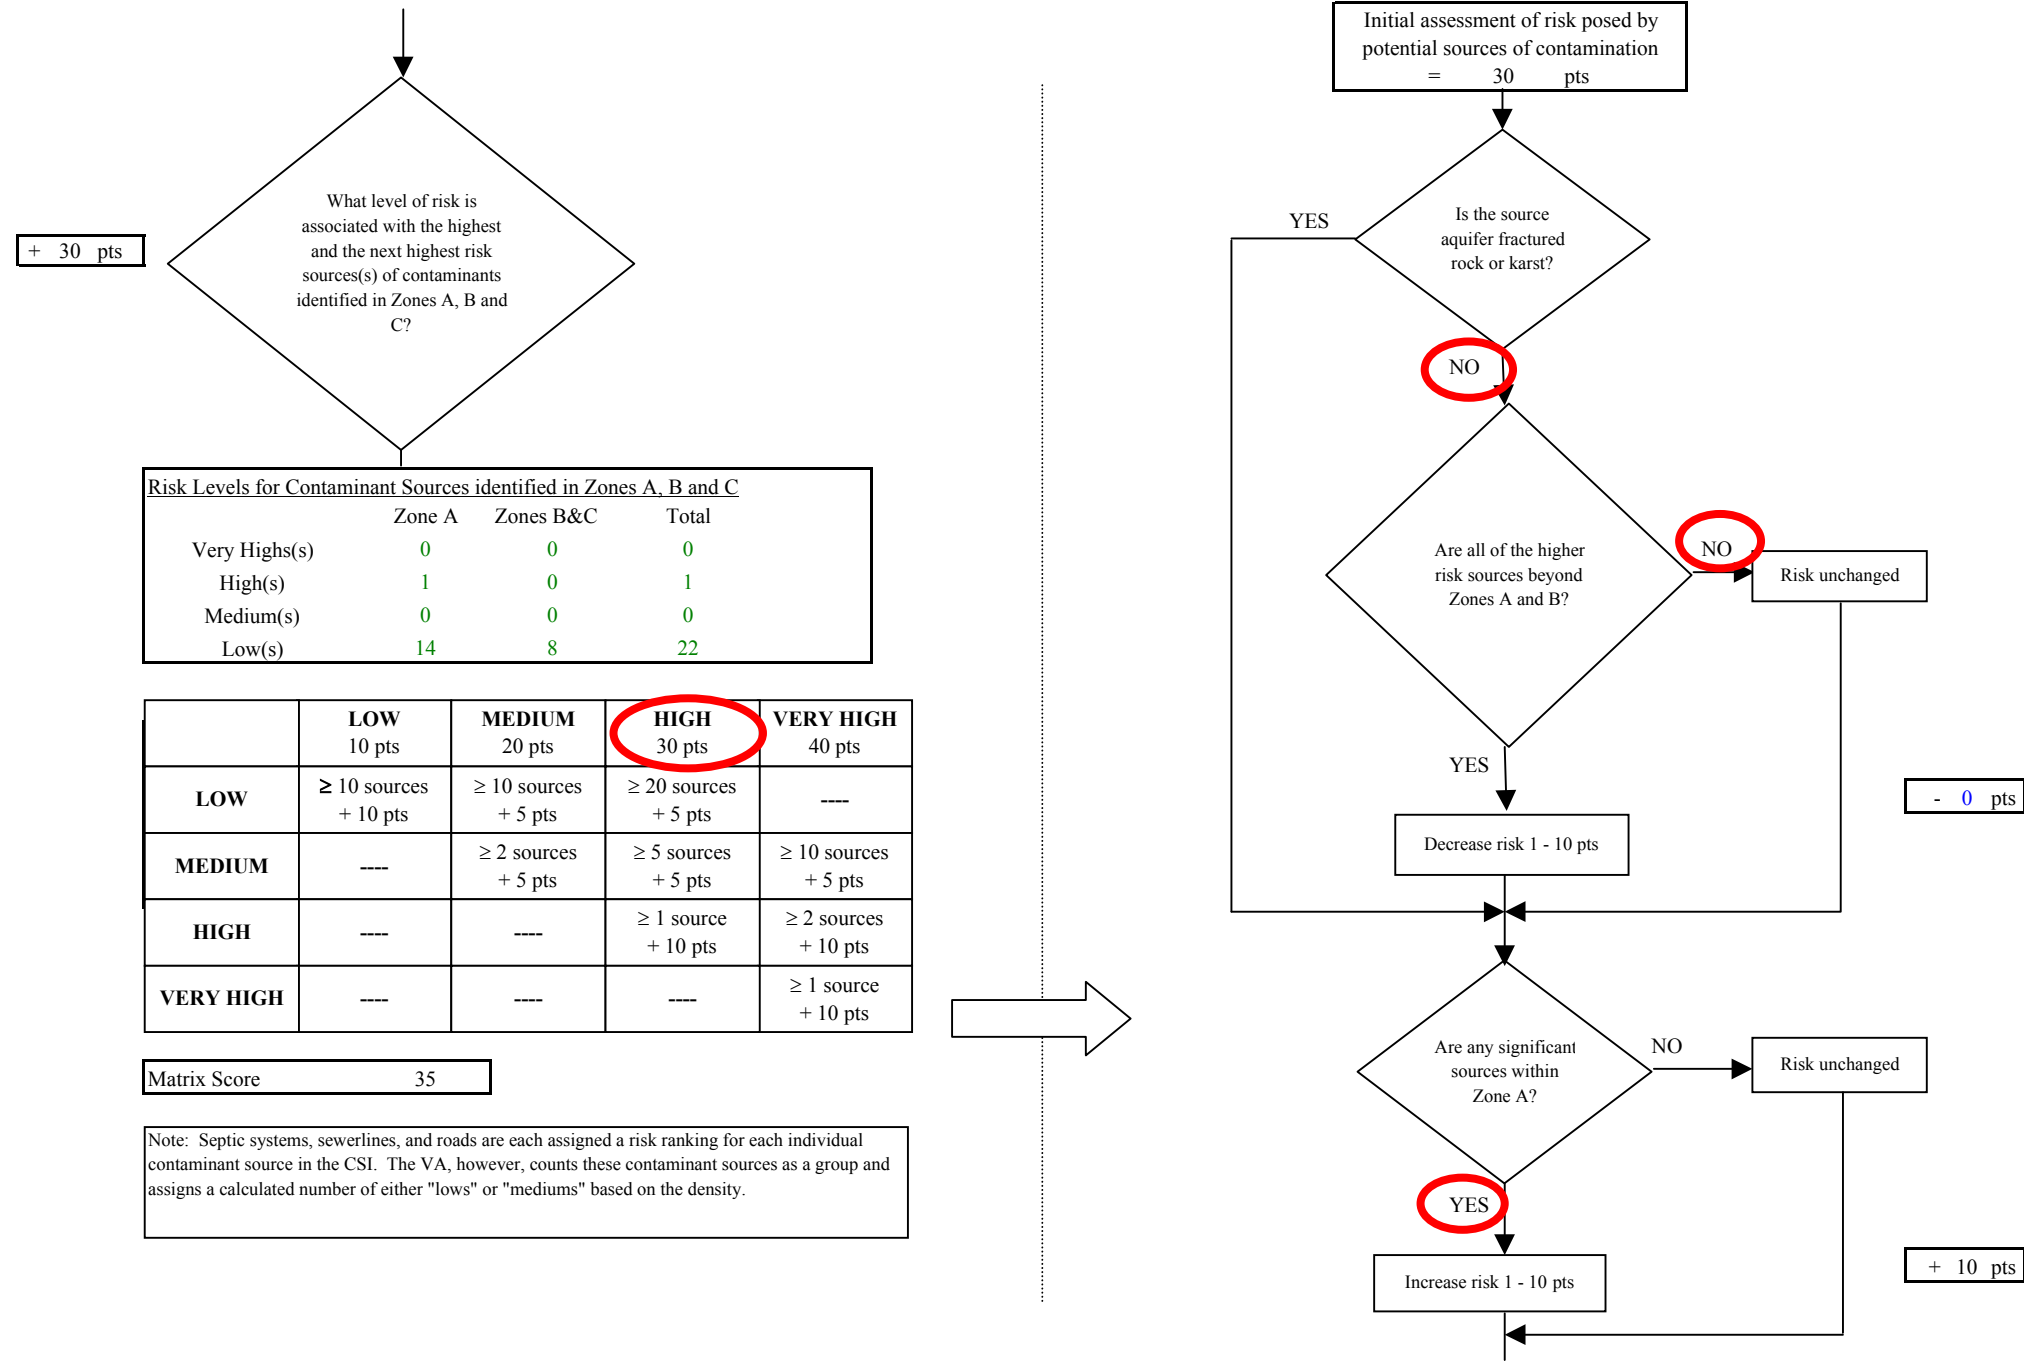 + 30 pts
What level of risk is
associated with the highest
and the next highest risk
sources(s) of contaminants
identified in Zones A, B and
C?
Risk Levels for Contaminant Sources identified in Zones A, B and C
Zone A Zones B&C Total
Very Highs(s) 0 0 0
High(s) 1 0 1
Medium(s) 0 0 0
Low(s) 14 8 22
LOW MEDIUM HIGH VERY HIGH
10 pts 20 pts 30 pts 40 pts
LOW ≥ 10 sources ≥ 10 sources ≥ 20 sources ----
+ 10 pts + 5 pts + 5 pts
MEDIUM ---- ≥ 2 sources ≥ 5 sources ≥ 10 sources
+ 5 pts + 5 pts + 5 pts
HIGH ---- ---- ≥ 1 source ≥ 2 sources
+ 10 pts + 10 pts
VERY HIGH ---- ---- ---- ≥ 1 source
+ 10 pts
Matrix Score 35
Note: Septic systems, sewerlines, and roads are each assigned a risk ranking for each individual
contaminant source in the CSI. The VA, however, counts these contaminant sources as a group and
assigns a calculated number of either "lows" or "mediums" based on the density.
Initial assessment of risk posed by
potential sources of contamination
= 30 pts
YES
Is the source
aquifer fractured
rock or karst?
NO
Are all of the higher
risk sources beyond
Zones A and B?
NO
Risk unchanged
YES
- 0 pts
Decrease risk 1 - 10 pts
Are any significant
sources within
Zone A?
NO
Risk unchanged
YES
+ 10 pts
Increase risk 1 - 10 pts